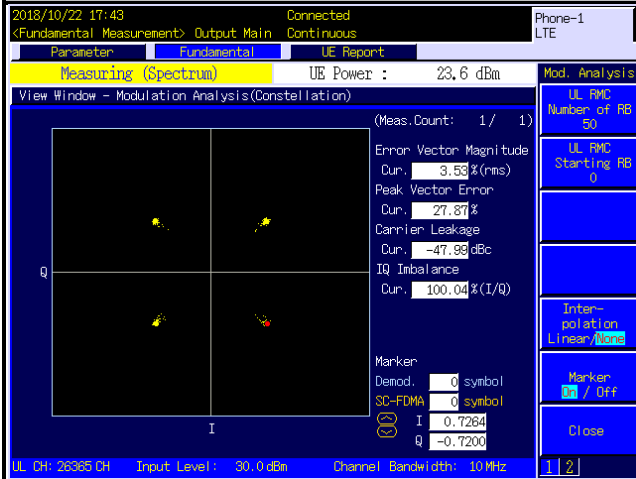 2018/10/22 17:43 Connected Phone-1
<Fundamental Measurement> Output Main Continuous LTE
Parameter Fundamental UE Report
Measuring (Spectrum) UE Power : 23.6 dBm Mod. Analysis
View Window - Modulation Analysis(Constellation)
(Meas.Count: 1/ 1)
Error Vector Magnitude
Cur. 3.53 %(rms)
Peak Vector Error
Cur. 27.87 %
Carrier Leakage
Cur. -47.99 dBc
IQ Imbalance
Cur. 100.04 %(I/Q)
Marker
Demod. 0 symbol
SC-FDMA 0 symbol
I 0.7264
Q -0.7200
Q
I
UL RMC
Number of RB
50
UL RMC
Starting RB
0
Inter-
polation
Linear/None
Marker
On / Off
Close
UL CH: 26365 CH Input Level: 30.0 dBm Channel Bandwidth: 10 MHz 1 2